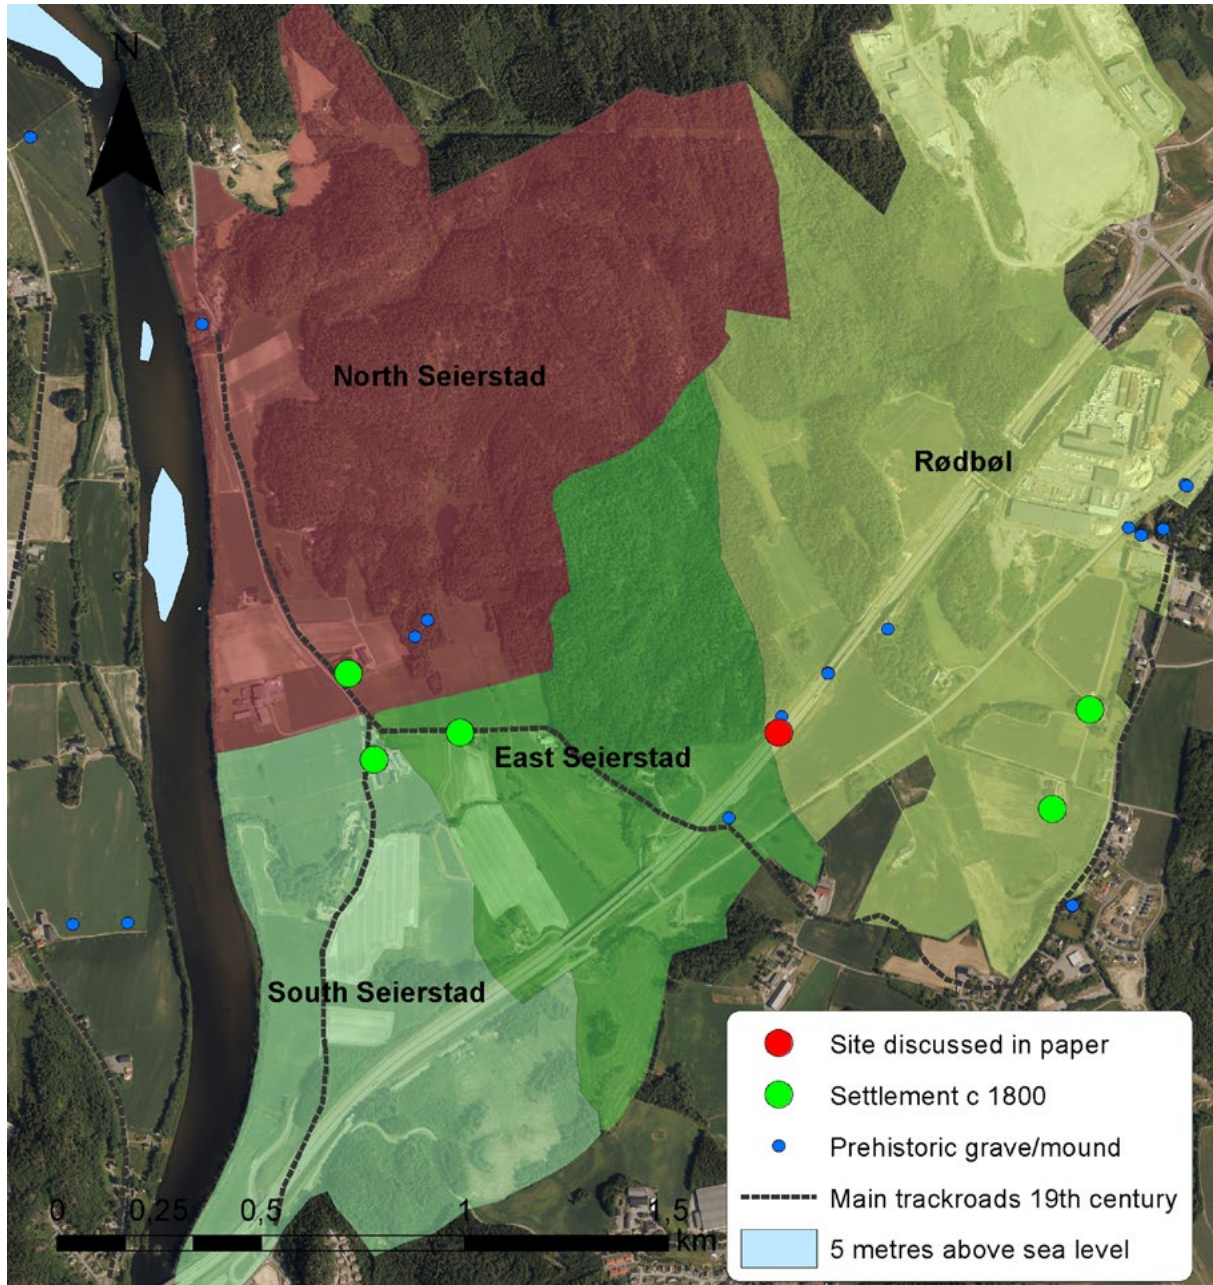 N
North Seierstad
Rødbøl
East Seierstad
South Seierstad
Site discussed in paper
Settlement c 1800
Prehistoric grave/mound
Main trackroads 19th century
5 metres above sea level
0 0,25 0,5 1 1,5
km